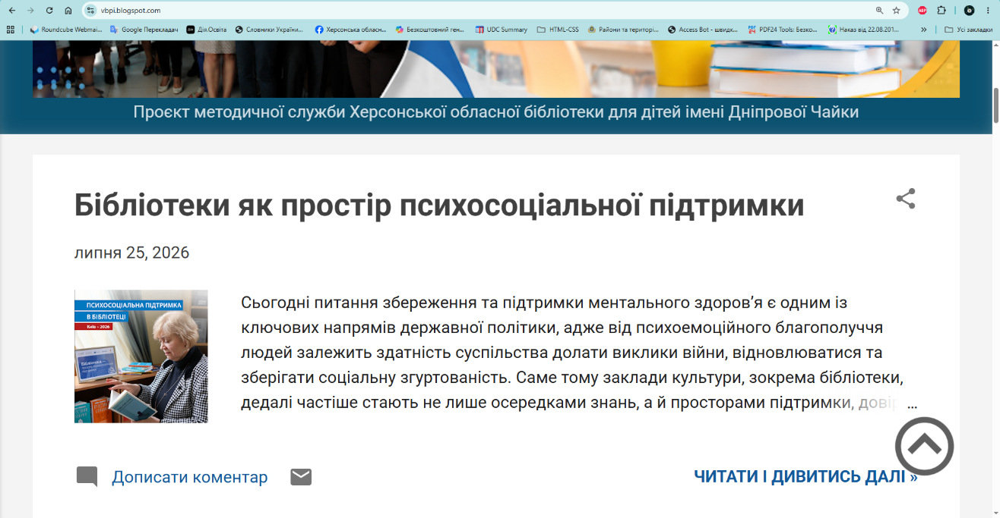 vbpi.blogspot.com
ABP
Roundcube Webmai...
Google Перекладач
Дія.Освіта
Словники Україн...
Херсонська обласн...
Безкоштовний ген...
UDC Summary
HTML-CSS
Райони та територі...
Access Bot - швидк...
PDF24 Tools: Безко...
Наказ від 22.08.201...
»
Усі закладки
Проєкт методичної служби Херсонської обласної бібліотеки для дітей імені Дніпрової Чайки
Бібліотеки як простір психосоціальної підтримки
липня 25, 2026
ПСИХОСОЦІАЛЬНА ПІДТРИМКА
В БІБЛІОТЕЦІ
Київ – 2026
Сьогодні питання збереження та підтримки ментального здоров’я є одним із
ключових напрямів державної політики, адже від психоемоційного благополуччя
людей залежить здатність суспільства долати виклики війни, відновлюватися та
зберігати соціальну згуртованість. Саме тому заклади культури, зокрема бібліотеки,
дедалі частіше стають не лише осередками знань, а й просторами підтримки, довір ...
Дописати коментар
ЧИТАТИ І ДИВИТИСЬ ДАЛІ »